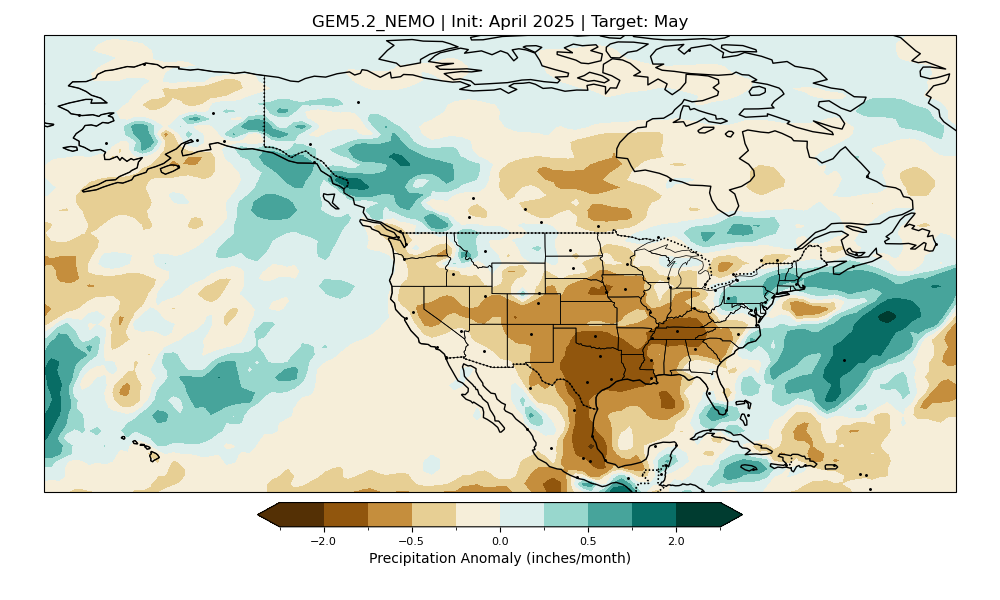 GEM5.2_NEMO | Init: April 2025 | Target: May
−2.0 −0.5 0.0 0.5 2.0
Precipitation Anomaly (inches/month)